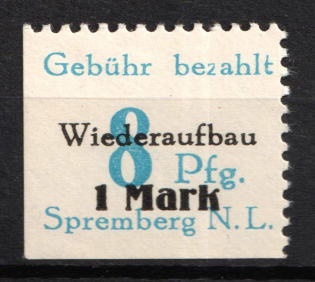 Gebühr bezahlt
8 Pfg.
Wiederaufbau
1 Mark
Spremberg N.L.